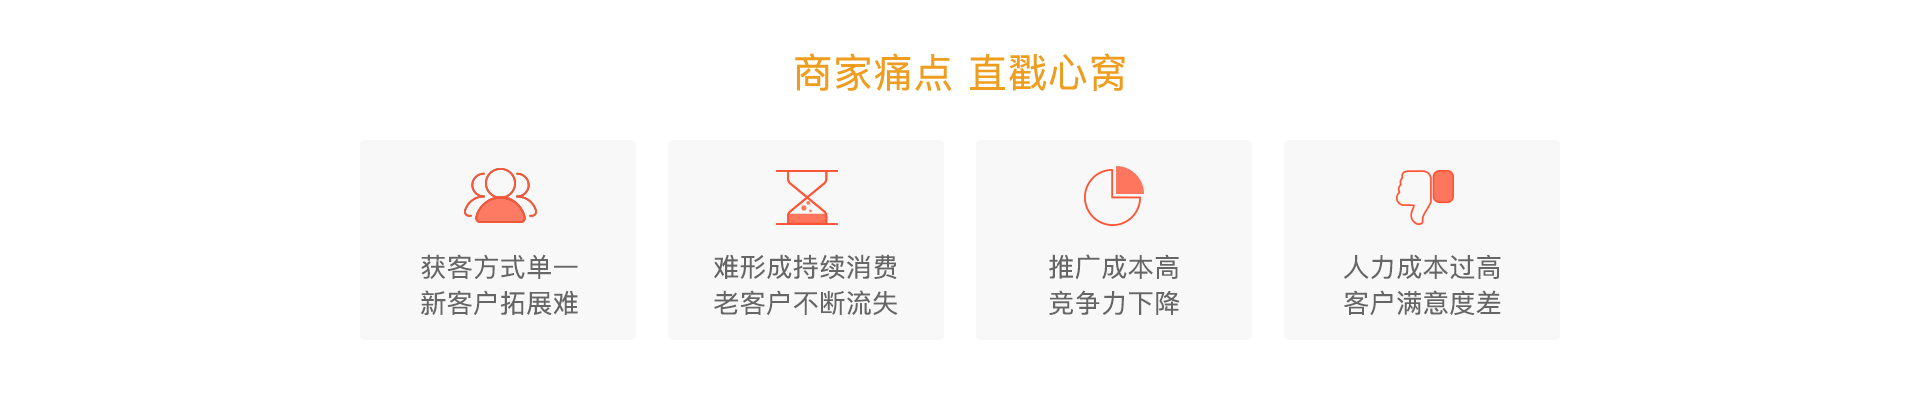 商家痛点 直戳心窝
获客方式单一
新客户拓展难
难形成持续消费
老客户不断流失
推广成本高
竞争力下降
人力成本过高
客户满意度差